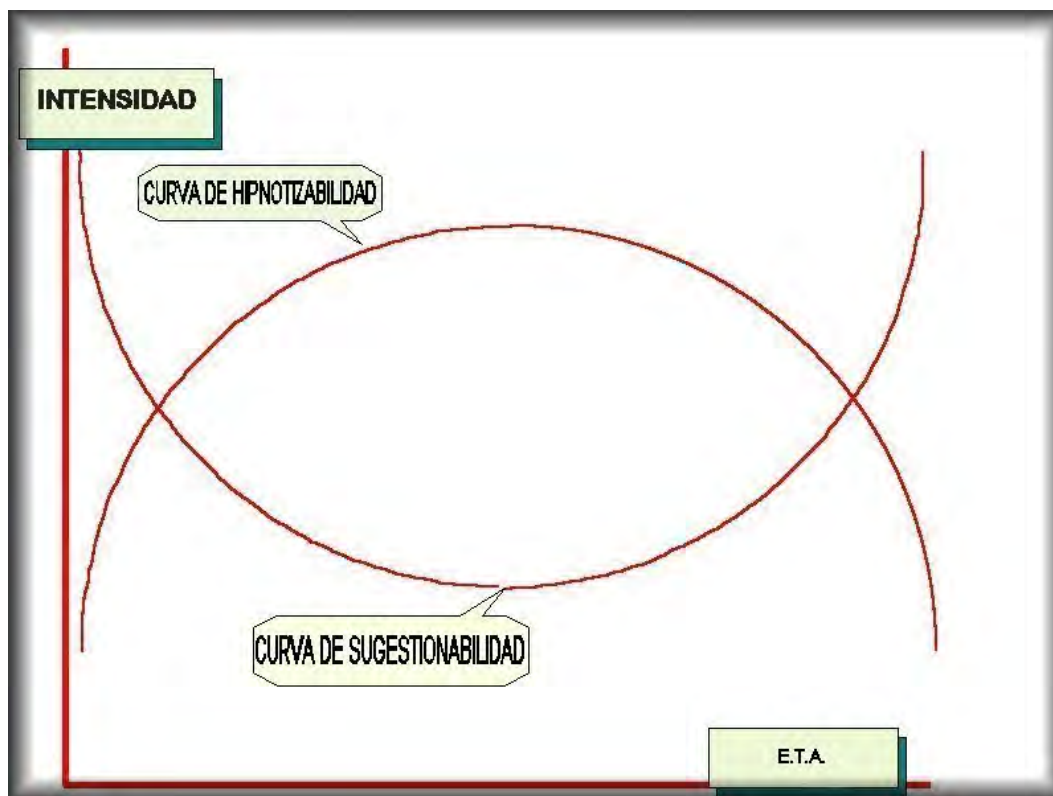 INTENSIDAD
CURVA DE HIPNOTIZABILIDAD
CURVA DE SUGESTIONABILIDAD
E.T.A.